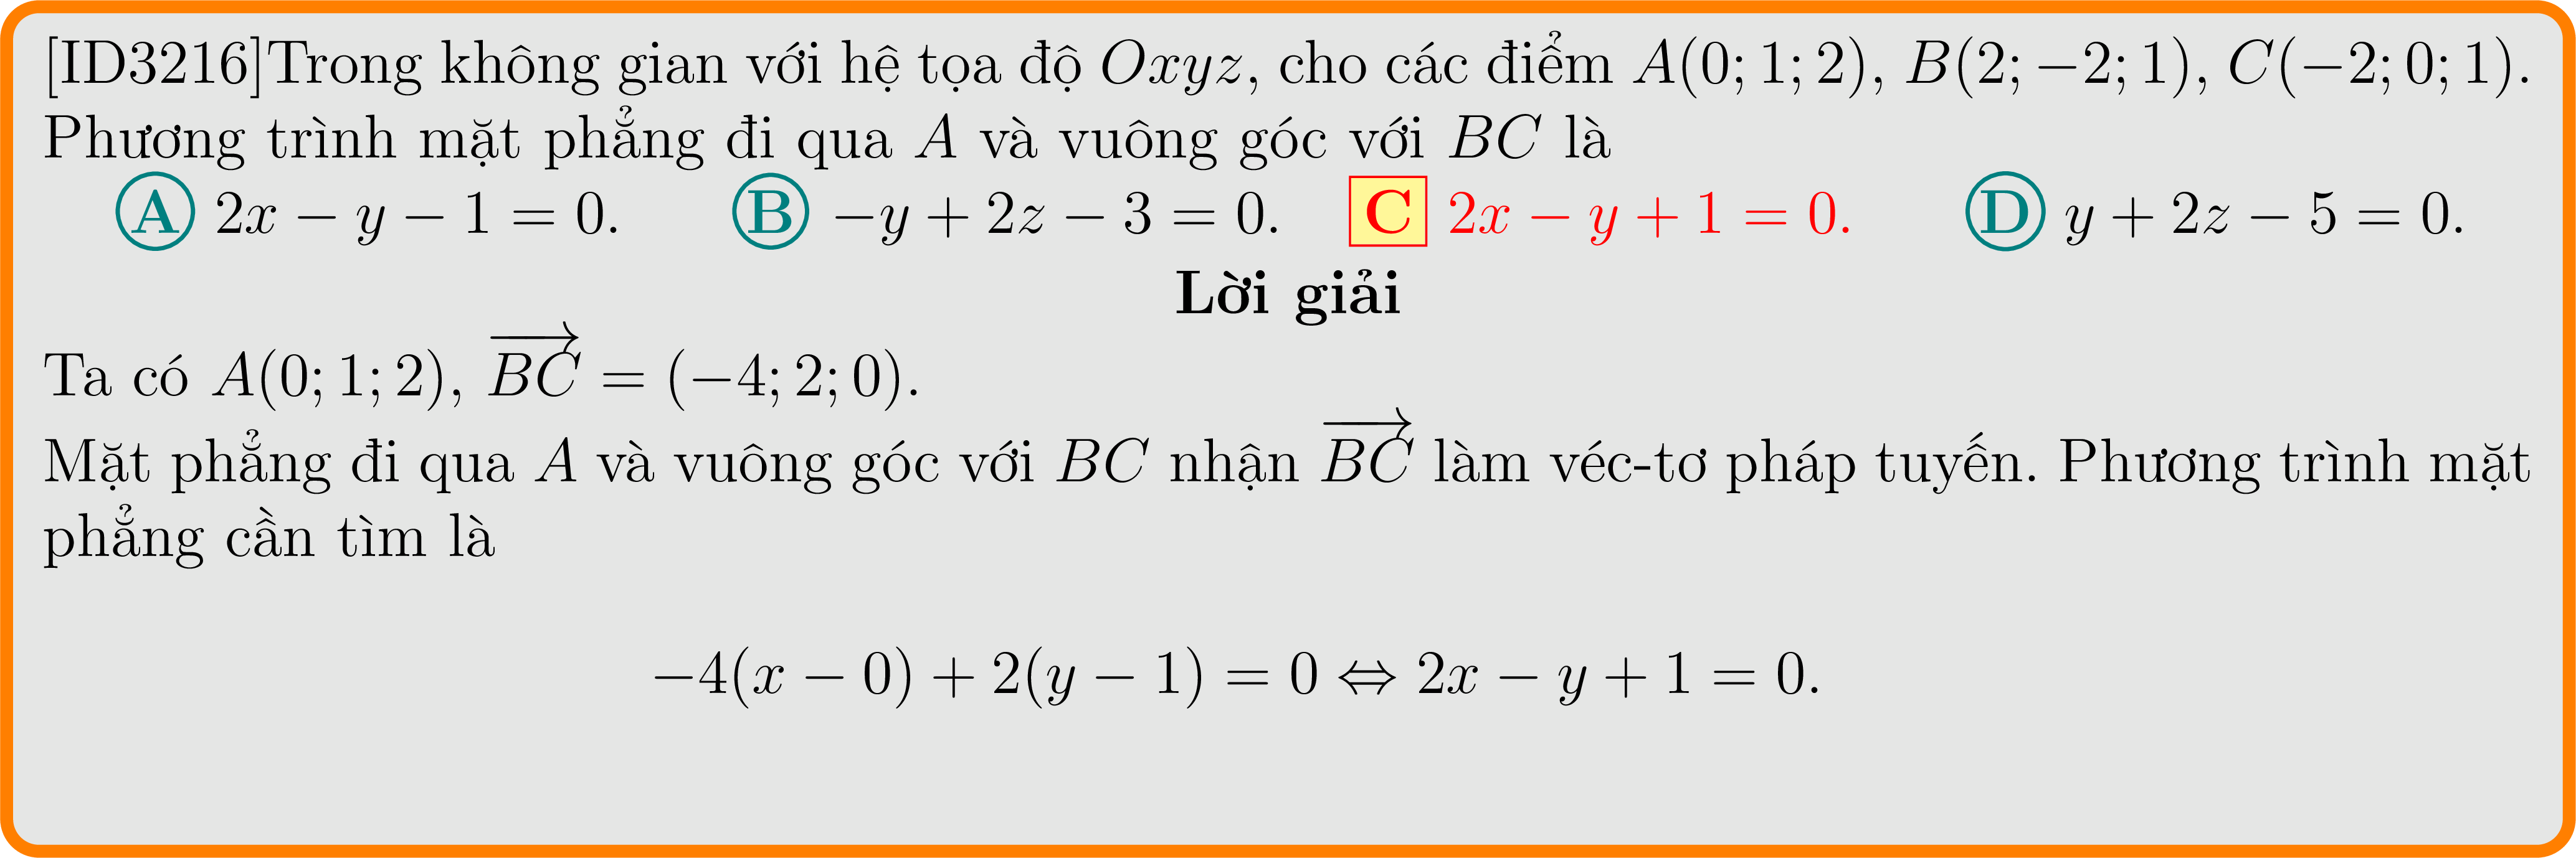 [ID3216]Trong không gian với hệ tọa độ Oxyz, cho các điểm A(0; 1; 2), B(2; −2; 1), C(−2; 0; 1).
Phương trình mặt phẳng đi qua A và vuông góc với BC là
A 2x − y − 1 = 0. B −y + 2z − 3 = 0. C 2x − y + 1 = 0. D y + 2z − 5 = 0.
Lời giải
Ta có A(0; 1; 2), $\overrightarrow{BC}$ = (−4; 2; 0).
Mặt phẳng đi qua A và vuông góc với BC nhận $\overrightarrow{BC}$ làm véc-tơ pháp tuyến. Phương trình mặt
phẳng cần tìm là
−4(x − 0) + 2(y − 1) = 0 ⇔ 2x − y + 1 = 0.